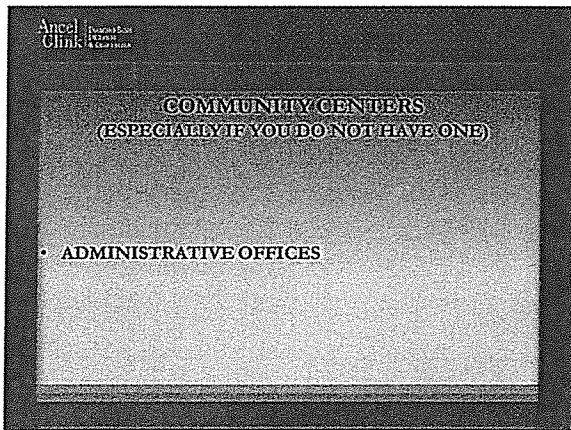 Ancel
Glink
COMMUNITY CENTERS
(ESPECIALLY IF YOU DO NOT HAVE ONE)
• ADMINISTRATIVE OFFICES